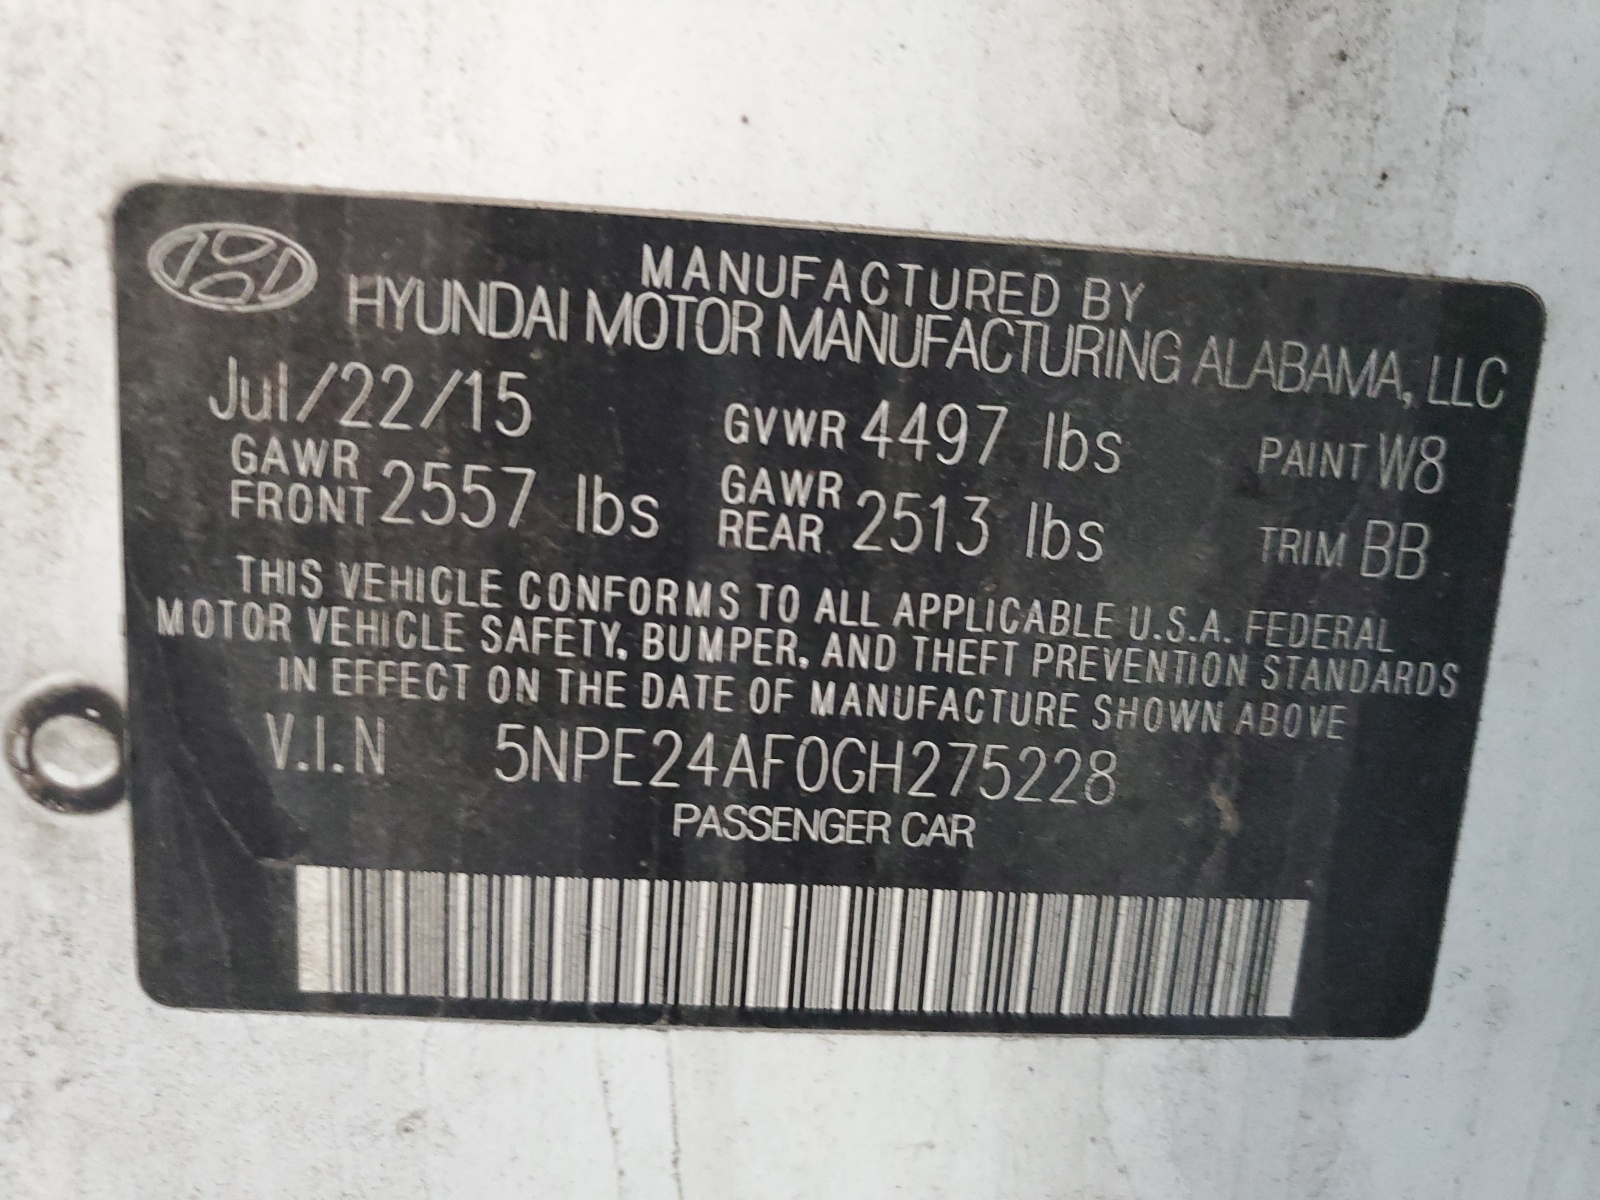 MANUFACTURED BY
HYUNDAI MOTOR MANUFACTURING ALABAMA, LLC
Jul/22/15 GVWR 4497 lbs PAINT W8
GAWR FRONT 2557 lbs GAWR REAR 2513 lbs TRIM BB
THIS VEHICLE CONFORMS TO ALL APPLICABLE U.S.A. FEDERAL
MOTOR VEHICLE SAFETY, BUMPER, AND THEFT PREVENTION STANDARDS
IN EFFECT ON THE DATE OF MANUFACTURE SHOWN ABOVE
V.I.N 5NPE24AF0GH275228
PASSENGER CAR